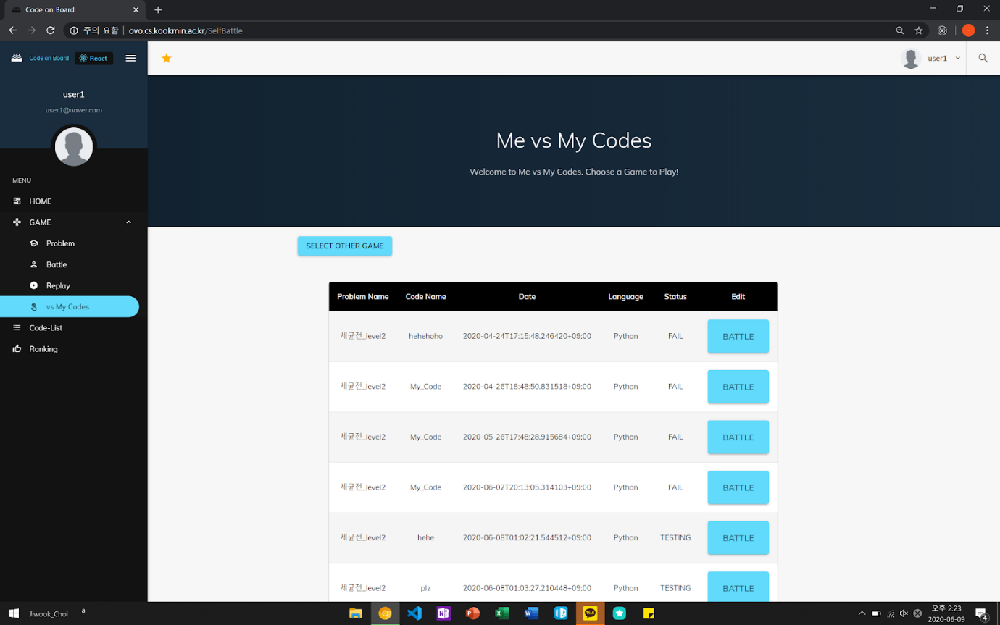 Code on Board
주의 요함 | ovo.cs.kookmin.ac.kr/SelfBattle
Code on Board React
user1
user1
user1@naver.com
MENU
HOME
GAME
Problem
Battle
Replay
vs My Codes
Code-List
Ranking
Me vs My Codes
Welcome to Me vs My Codes. Choose a Game to Play!
SELECT OTHER GAME
Problem Name Code Name Date Language Status Edit
세균전_level2 hehehoho 2020-04-24T17:15:48.246420+09:00 Python FAIL BATTLE
세균전_level2 My_Code 2020-04-26T18:48:50.831518+09:00 Python FAIL BATTLE
세균전_level2 My_Code 2020-05-26T17:48:28.915684+09:00 Python FAIL BATTLE
세균전_level2 My_Code 2020-06-02T20:13:05.314103+09:00 Python FAIL BATTLE
세균전_level2 hehe 2020-06-08T01:02:21.544512+09:00 Python TESTING BATTLE
세균전_level2 plz 2020-06-08T01:03:27.210448+09:00 Python TESTING BATTLE
Jiwook_Choi a
TALK
오후 2:23
2020-06-09
4